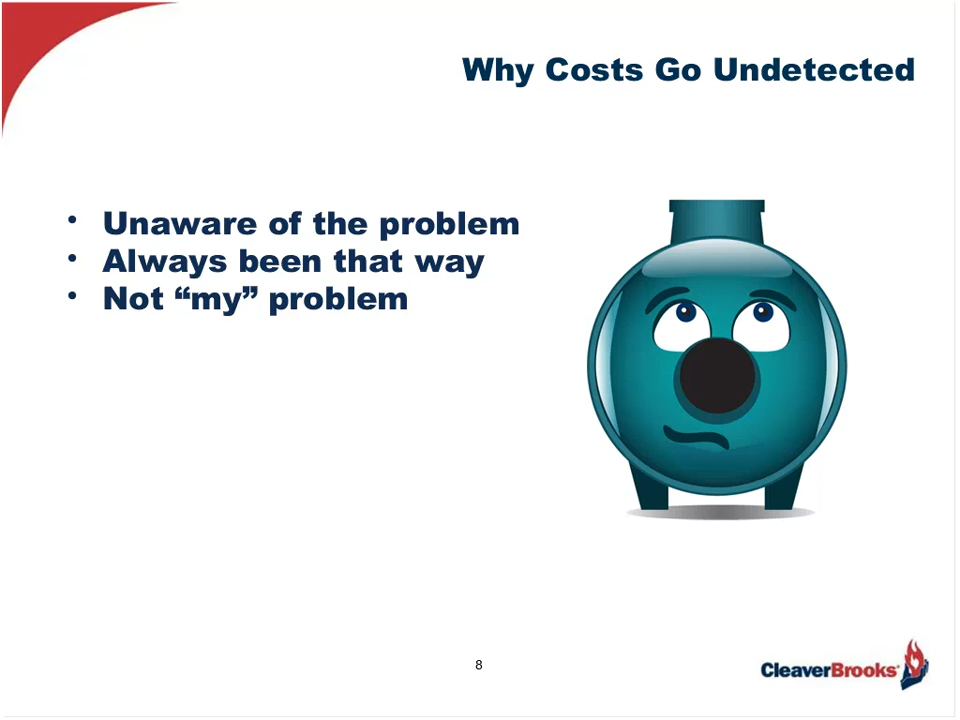 Why Costs Go Undetected
• Unaware of the problem
• Always been that way
• Not “my” problem
8
CleaverBrooks®